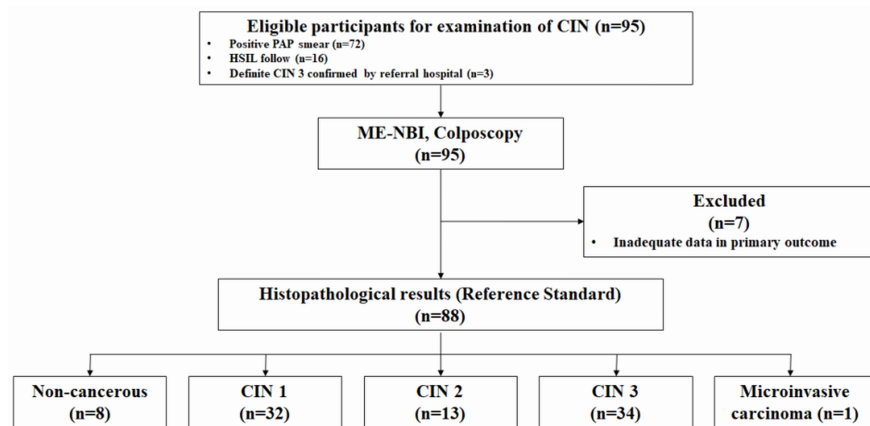 Eligible participants for examination of CIN (n=95)
• Positive PAP smear (n=72)
• HSIL follow (n=16)
• Definite CIN 3 confirmed by referral hospital (n=3)
ME-NBI, Colposcopy
(n=95)
Excluded
(n=7)
• Inadequate data in primary outcome
Histopathological results (Reference Standard)
(n=88)
Non-cancerous
(n=8)
CIN 1
(n=32)
CIN 2
(n=13)
CIN 3
(n=34)
Microinvasive
carcinoma (n=1)